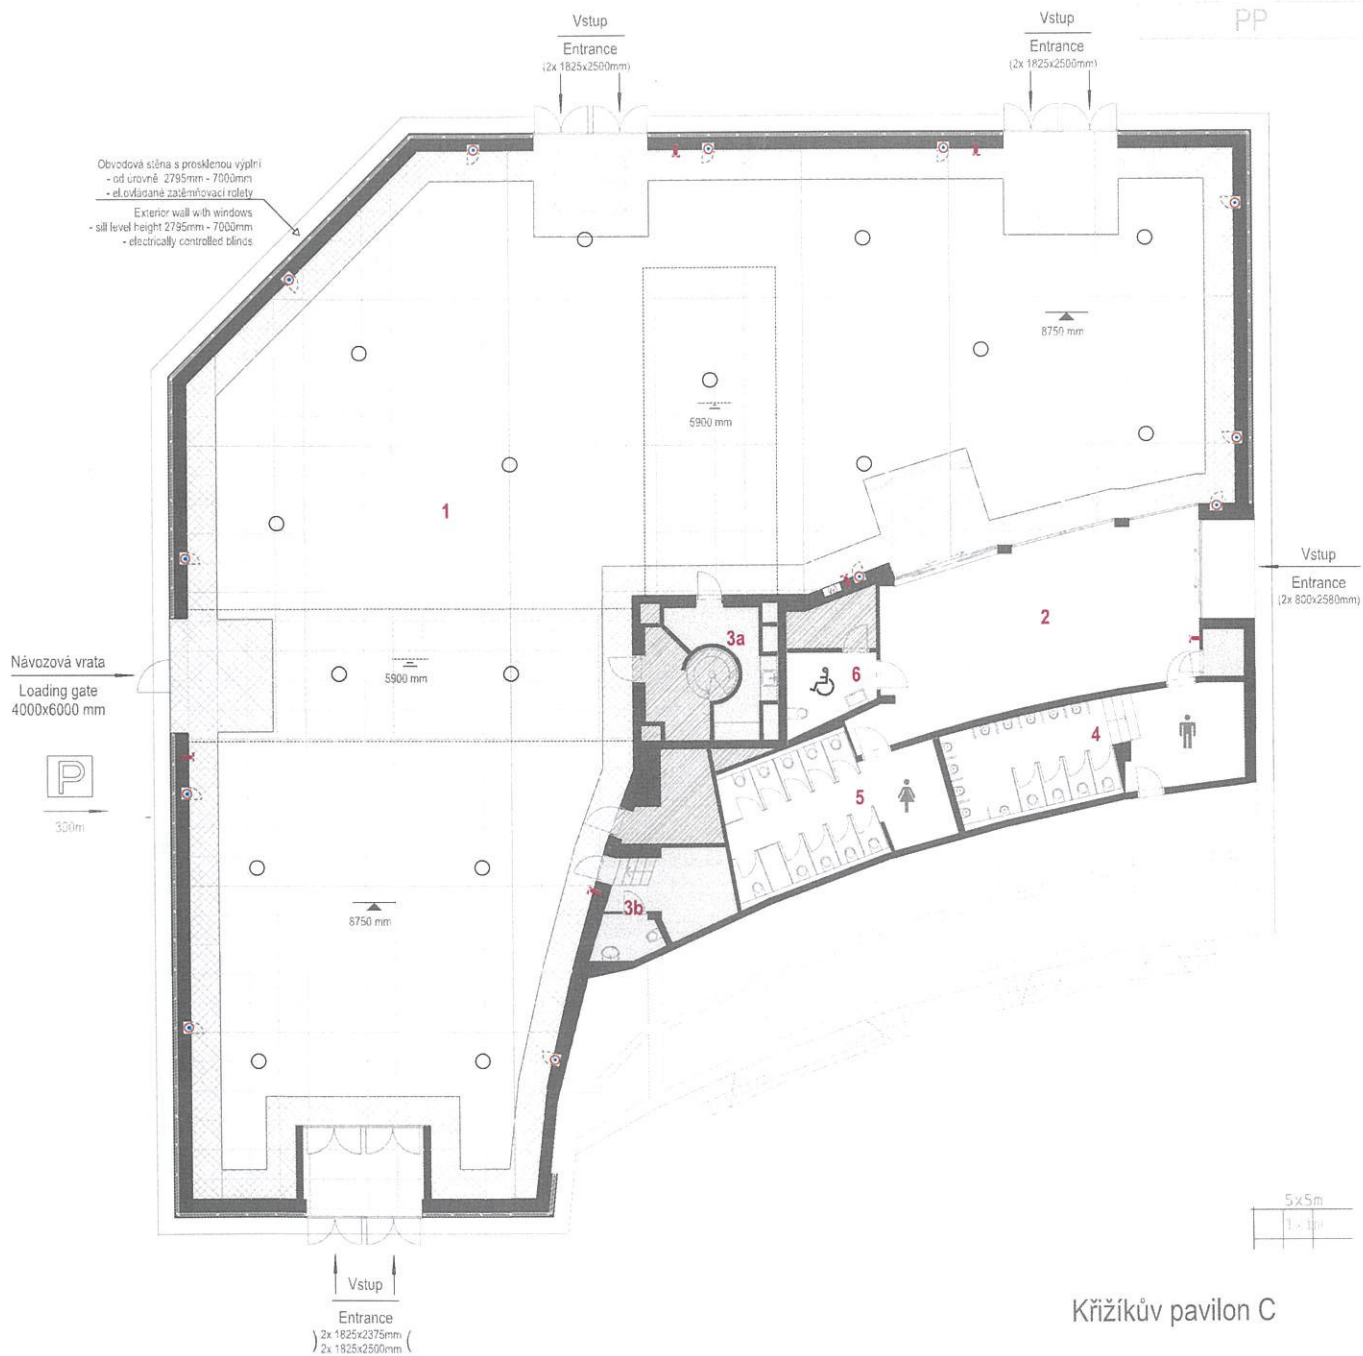 PP
Vstup
Entrance
(2x 1825x2500mm)
Vstup
Entrance
(2x 1825x2500mm)
Obvodová stěna s prosklenou výplní
- od úrovně 2795mm - 7000mm
- el.ovládané zatemňovací rolety
Exterior wall with windows
- sill level height 2795mm - 7000mm
- electrically controlled blinds
8750 mm
5900 mm
1
Vstup
Entrance
(2x 800x2580mm)
2
3a
6
Návozová vrata
Loading gate
4000x6000 mm
5900 mm
4
P
300m
5
3b
8750 mm
5x5m
Vstup
Entrance
2x 1825x2375mm
2x 1825x2500mm
Křižíkův pavilon C